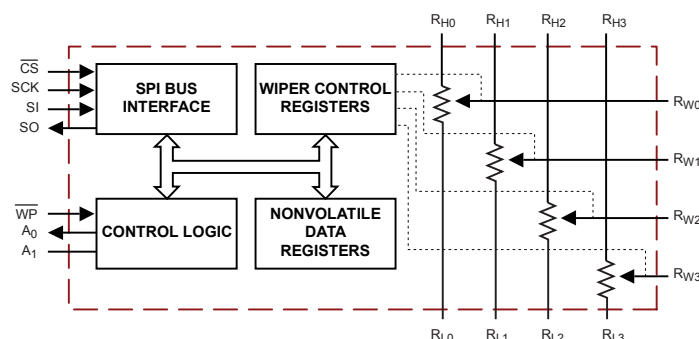 RH0 RH1 RH2 RH3
CS
SCK
SI
SO
SPI BUS
INTERFACE
WIPER CONTROL
REGISTERS
RW0
RW1
WP
A0
A1
CONTROL LOGIC
NONVOLATILE
DATA
REGISTERS
RW2
RW3
RL0 RL1 RL2 RL3